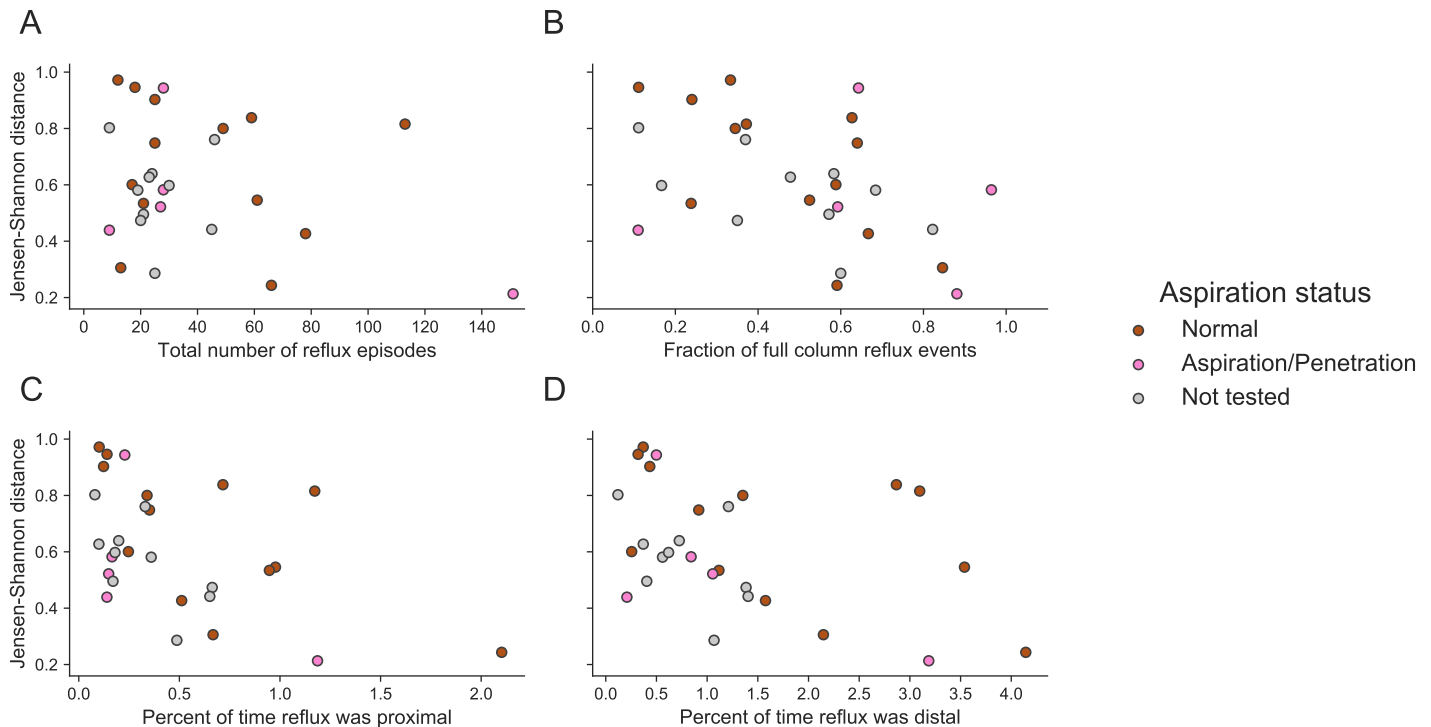 A
B
Jensen-Shannon distance
1.0
0.8
0.6
0.4
0.2
0 20 40 60 80 100 120 140
Total number of reflux episodes
0.0 0.2 0.4 0.6 0.8 1.0
Fraction of full column reflux events
Aspiration status
Normal
Aspiration/Penetration
Not tested
C
D
Jensen-Shannon distance
1.0
0.8
0.6
0.4
0.2
0.0 0.5 1.0 1.5 2.0
Percent of time reflux was proximal
0.0 0.5 1.0 1.5 2.0 2.5 3.0 3.5 4.0
Percent of time reflux was distal